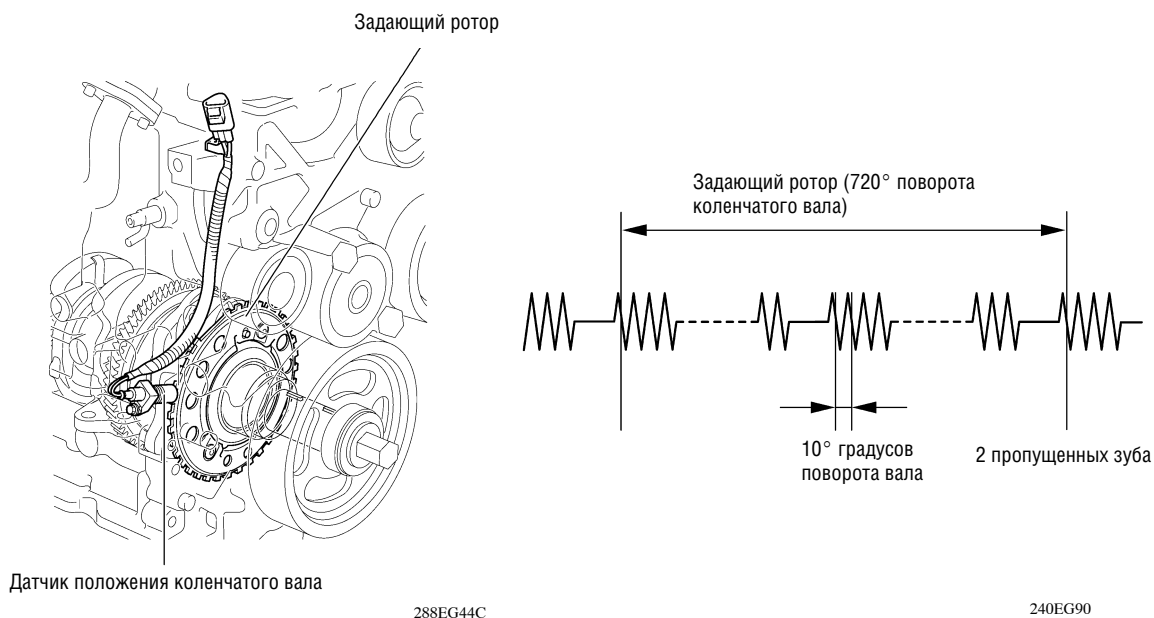 Задающий ротор
Датчик положения коленчатого вала
288EG44C
Задающий ротор (720° поворота
коленчатого вала)
10° градусов
поворота вала
2 пропущенных зуба
240EG90